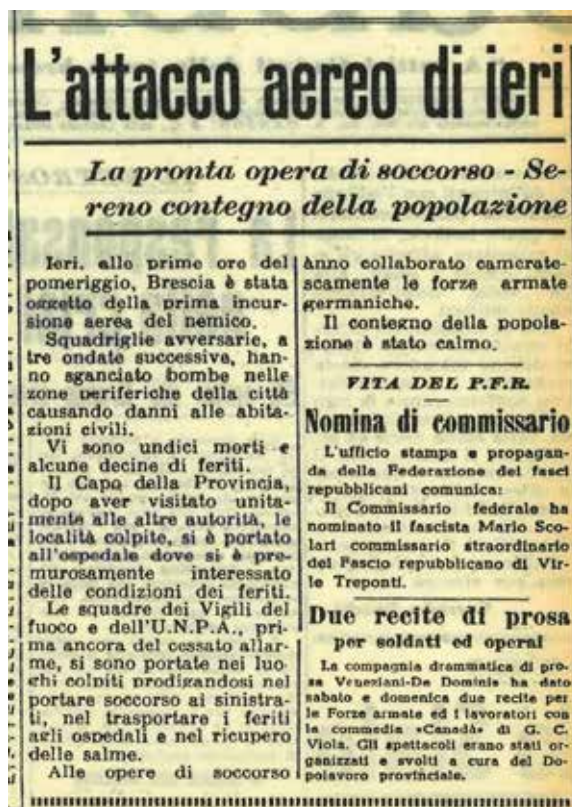 L'attacco aereo di ieri
La pronta opera di soccorso - Se-
reno contegno della popolazione
Ieri, alle prime ore del
pomeriggio, Brescia è stata
oggetto della prima incur-
sione aerea del nemico.
Squadriglie avversarie, a
tre ondate successive, han-
no sganciato bombe nelle
zone periferiche della città
causando danni alle abita-
zioni civili.
Vi sono undici morti e
alcune decine di feriti.
Il Capo della Provincia,
dopo aver visitato unita-
mente alle altre autorità, le
località colpite, si è portato
all'ospedale dove si è pre-
murosamente interessato
delle condizioni dei feriti.
Le squadre dei Vigili del
fuoco e dell'U.N.P.A., pri-
ma ancora del cessato allar-
me, si sono portate nei luo-
ghi colpiti prodigandosi nel
portare soccorso ai sinistra-
ti, nel trasportare i feriti
agli ospedali e nel ricupero
delle salme.
Alle opere di soccorso
ànno collaborato camerate-
scamente le forze armate
germaniche.
Il contegno della popola-
zione è stato calmo.
VITA DEL P.F.R.
Nomina di commissario
L'ufficio stampa e propagan-
da della Federazione dei fasci
repubblicani comunica:
Il Commissario federale ha
nominato il fascista Mario Sco-
lari commissario straordinario
del Fascio repubblicano di Vir-
le Treponti.
Due recite di prosa
per soldati ed operai
La compagnia drammatica di pro-
sa Veneziani-De Dominis ha dato
sabato e domenica due recite per
le Forze armate ed i lavoratori con
la commedia «Canadà» di G. C.
Viola. Gli spettacoli erano stati or-
ganizzati e svolti a cura del Do-
polavoro provinciale.